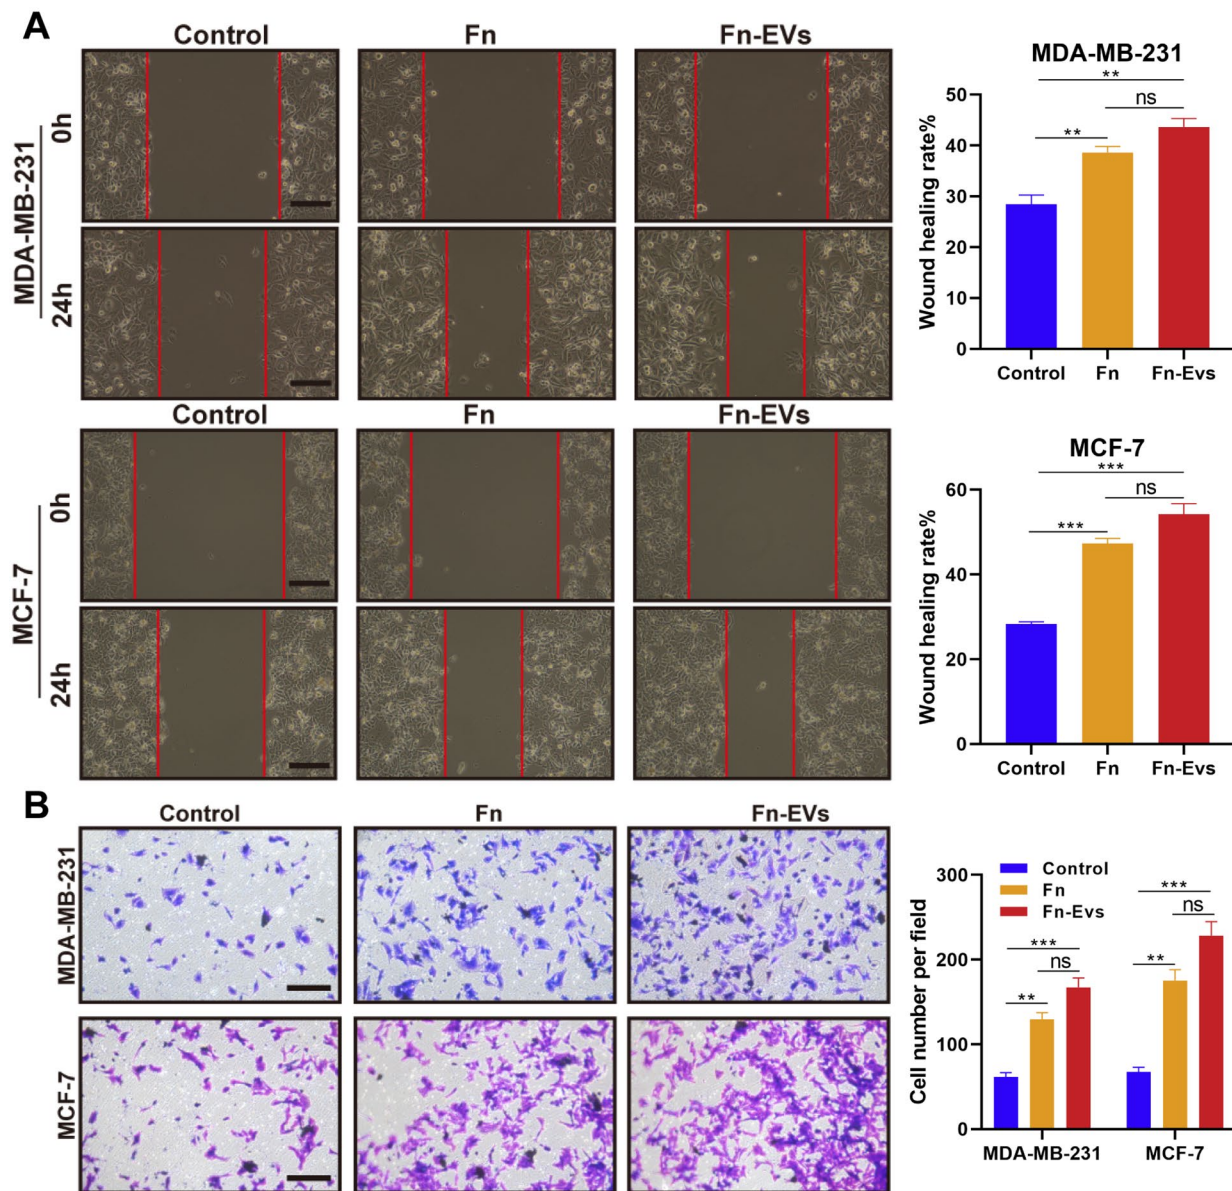 A
Control Fn Fn-EVs
MDA-MB-231
0h
24h
MDA-MB-231
**
ns
**
Wound healing rate%
50
40
30
20
10
0
Control Fn Fn-Evs
Control Fn Fn-EVs
MCF-7
0h
24h
MCF-7
***
ns
***
Wound healing rate%
60
40
20
0
Control Fn Fn-Evs
B
Control Fn Fn-EVs
MDA-MB-231
MCF-7
Control
Fn
Fn-Evs
Cell number per field
300
200
100
0
***
ns
**
***
ns
**
MDA-MB-231 MCF-7